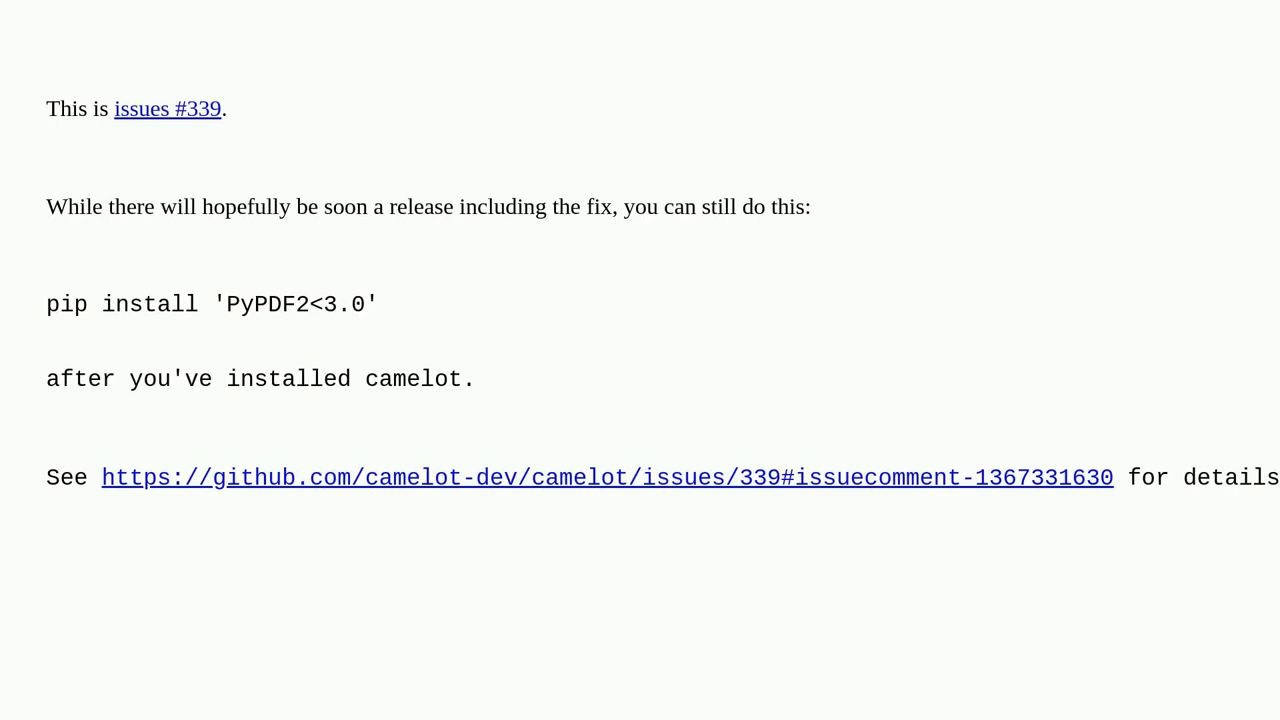 This is issues #339.
While there will hopefully be soon a release including the fix, you can still do this:
pip install 'PyPDF2<3.0'
after you've installed camelot.
See https://github.com/camelot-dev/camelot/issues/339#issuecomment-1367331630 for details